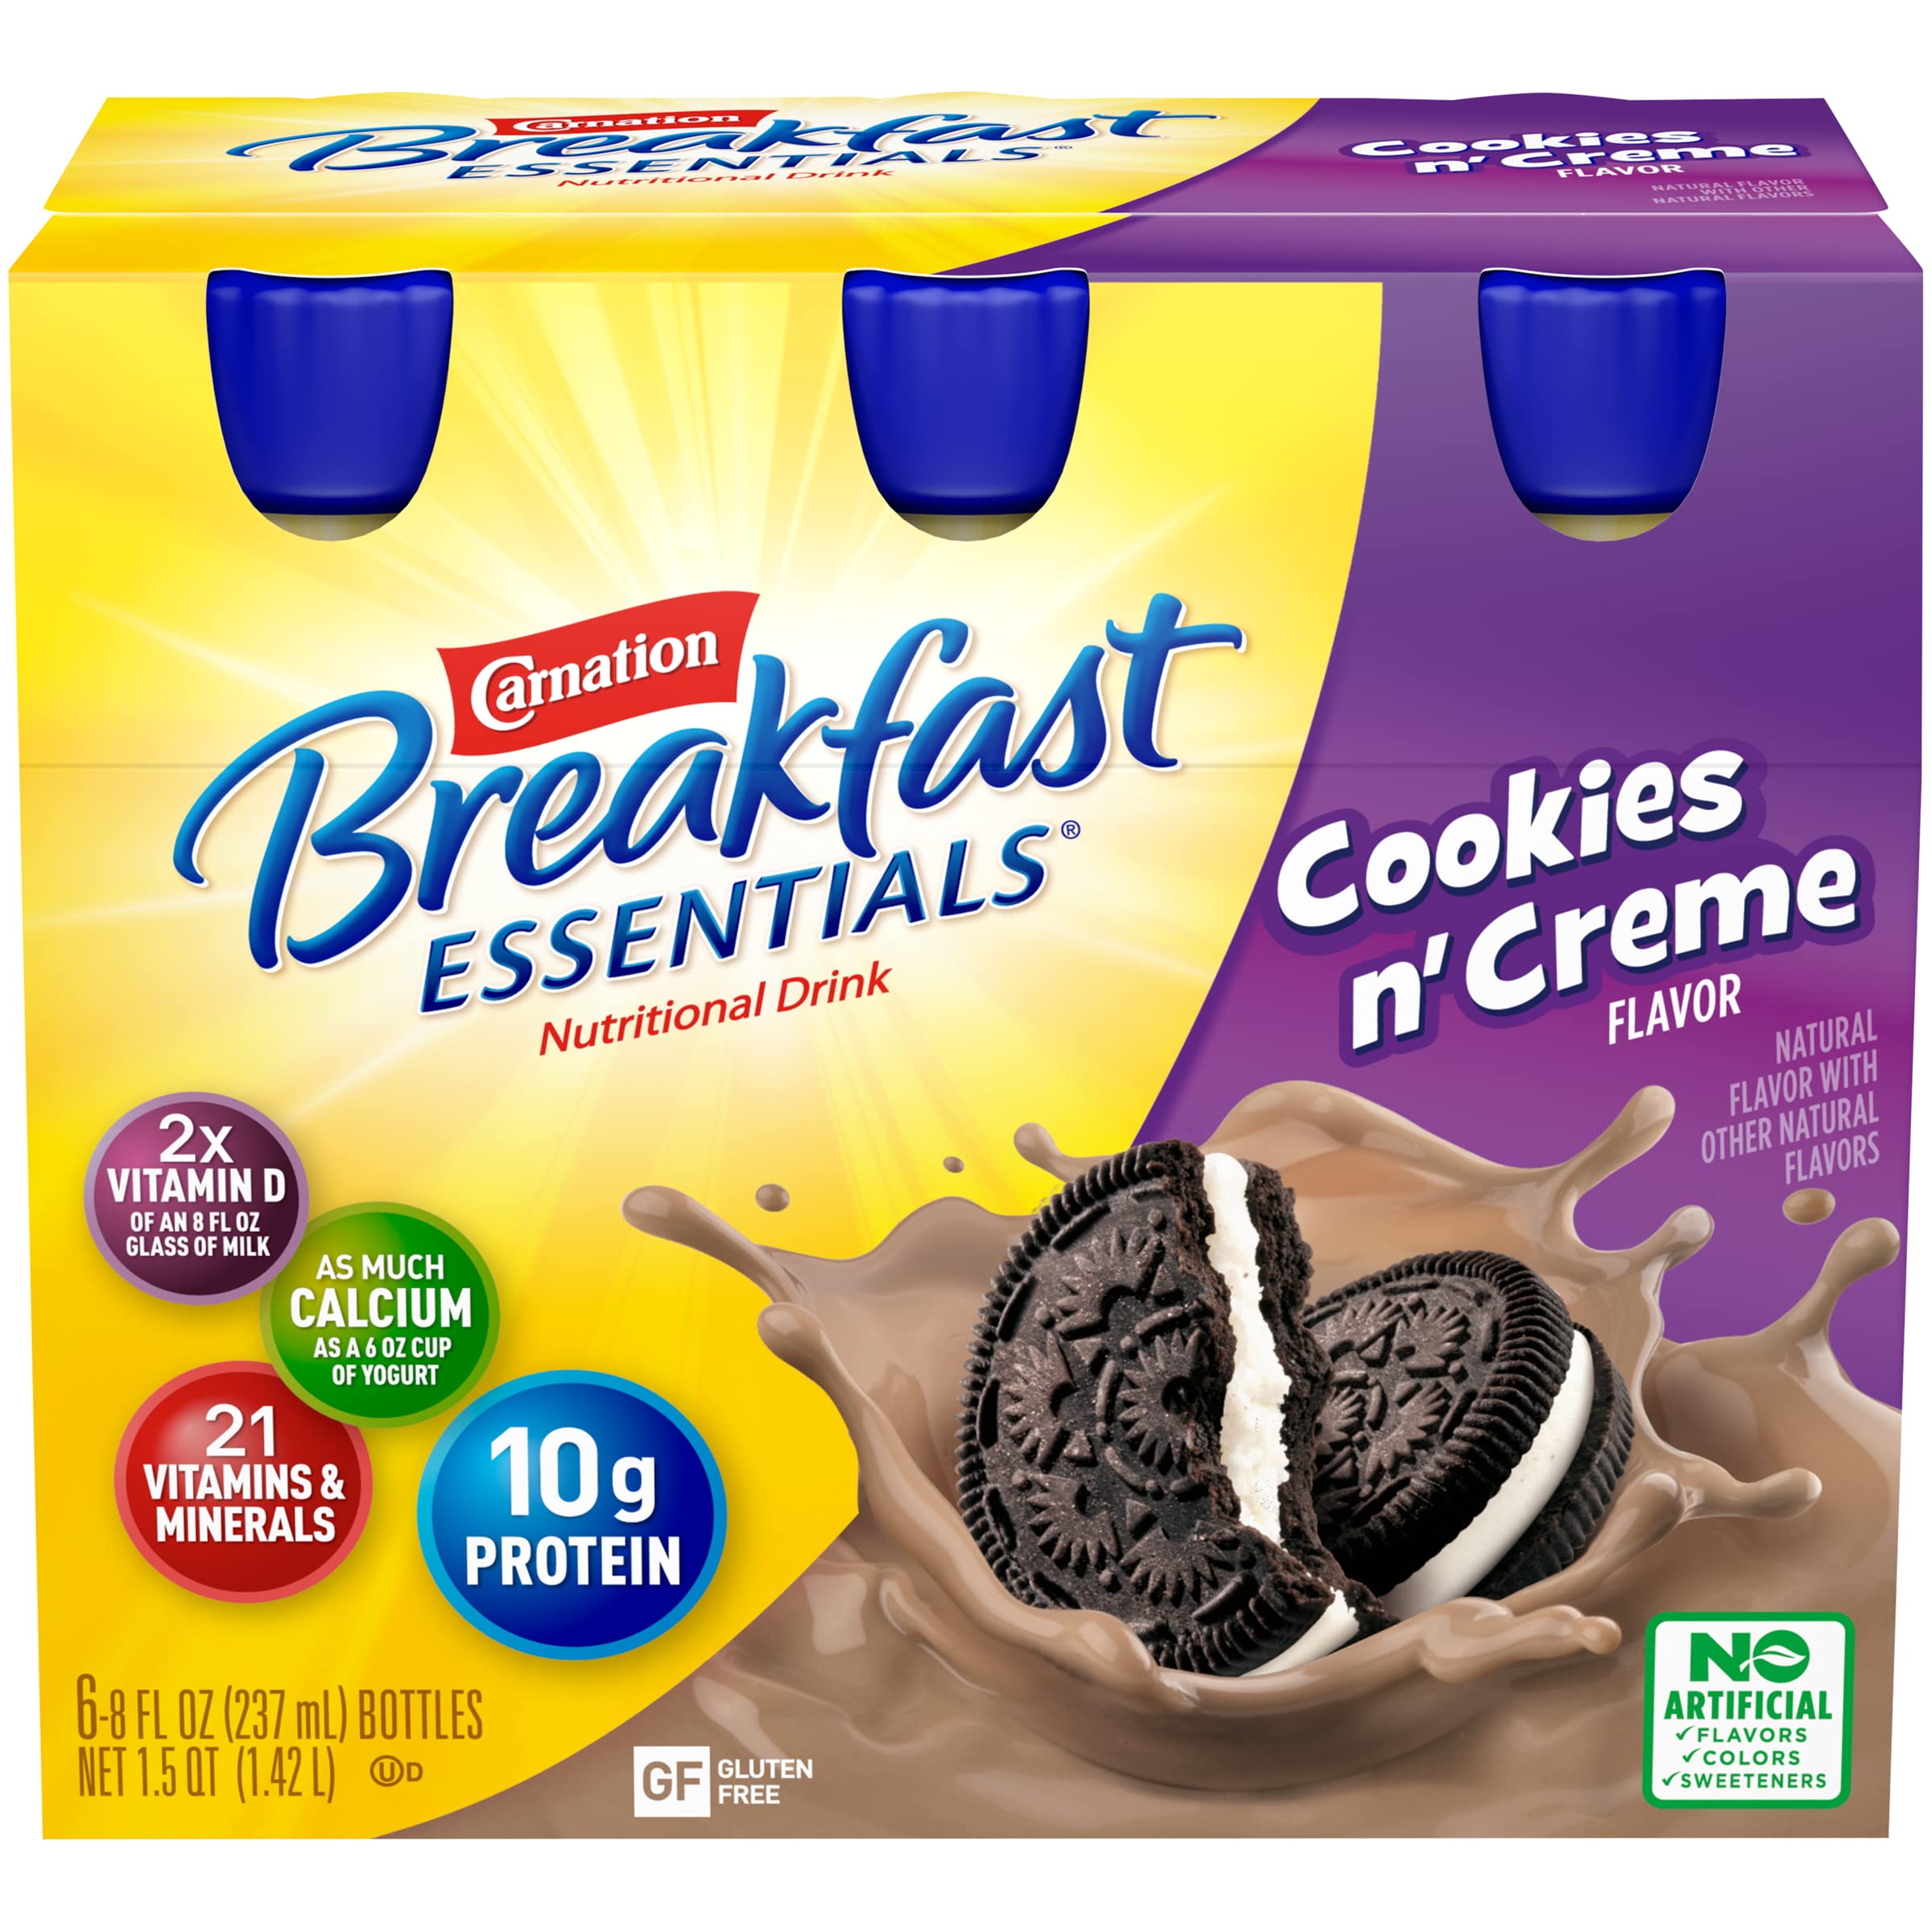 Carnation
Breakfast
ESSENTIALS®
Nutritional Drink
Cookies
n' Creme
FLAVOR
NATURAL FLAVOR
WITH OTHER
NATURAL FLAVORS
Carnation
Breakfast
ESSENTIALS®
Nutritional Drink
Cookies
n' Creme
FLAVOR
NATURAL
FLAVOR WITH
OTHER NATURAL
FLAVORS
2x
VITAMIN D
OF AN 8 FL OZ
GLASS OF MILK
AS MUCH
CALCIUM
AS A 6 OZ CUP
OF YOGURT
21
VITAMINS &
MINERALS
10g
PROTEIN
6-8 FL OZ (237 mL) BOTTLES
NET 1.5 QT (1.42 L) U D
GF GLUTEN
FREE
NO
ARTIFICIAL
✓FLAVORS
✓COLORS
✓SWEETENERS